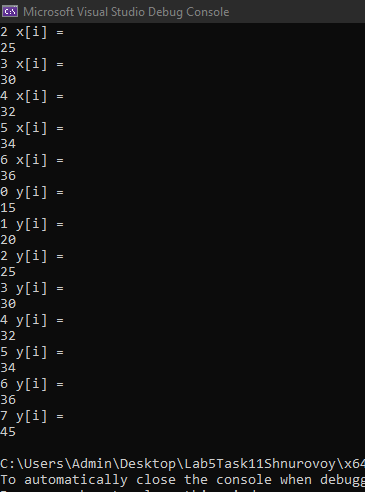 Microsoft Visual Studio Debug Console
2 x[i] =
25
3 x[i] =
30
4 x[i] =
32
5 x[i] =
34
6 x[i] =
36
0 y[i] =
15
1 y[i] =
20
2 y[i] =
25
3 y[i] =
30
4 y[i] =
32
5 y[i] =
34
6 y[i] =
36
7 y[i] =
45
C:\Users\Admin\Desktop\Lab5Task11Shnurovoy\x64
To automatically close the console when debugg